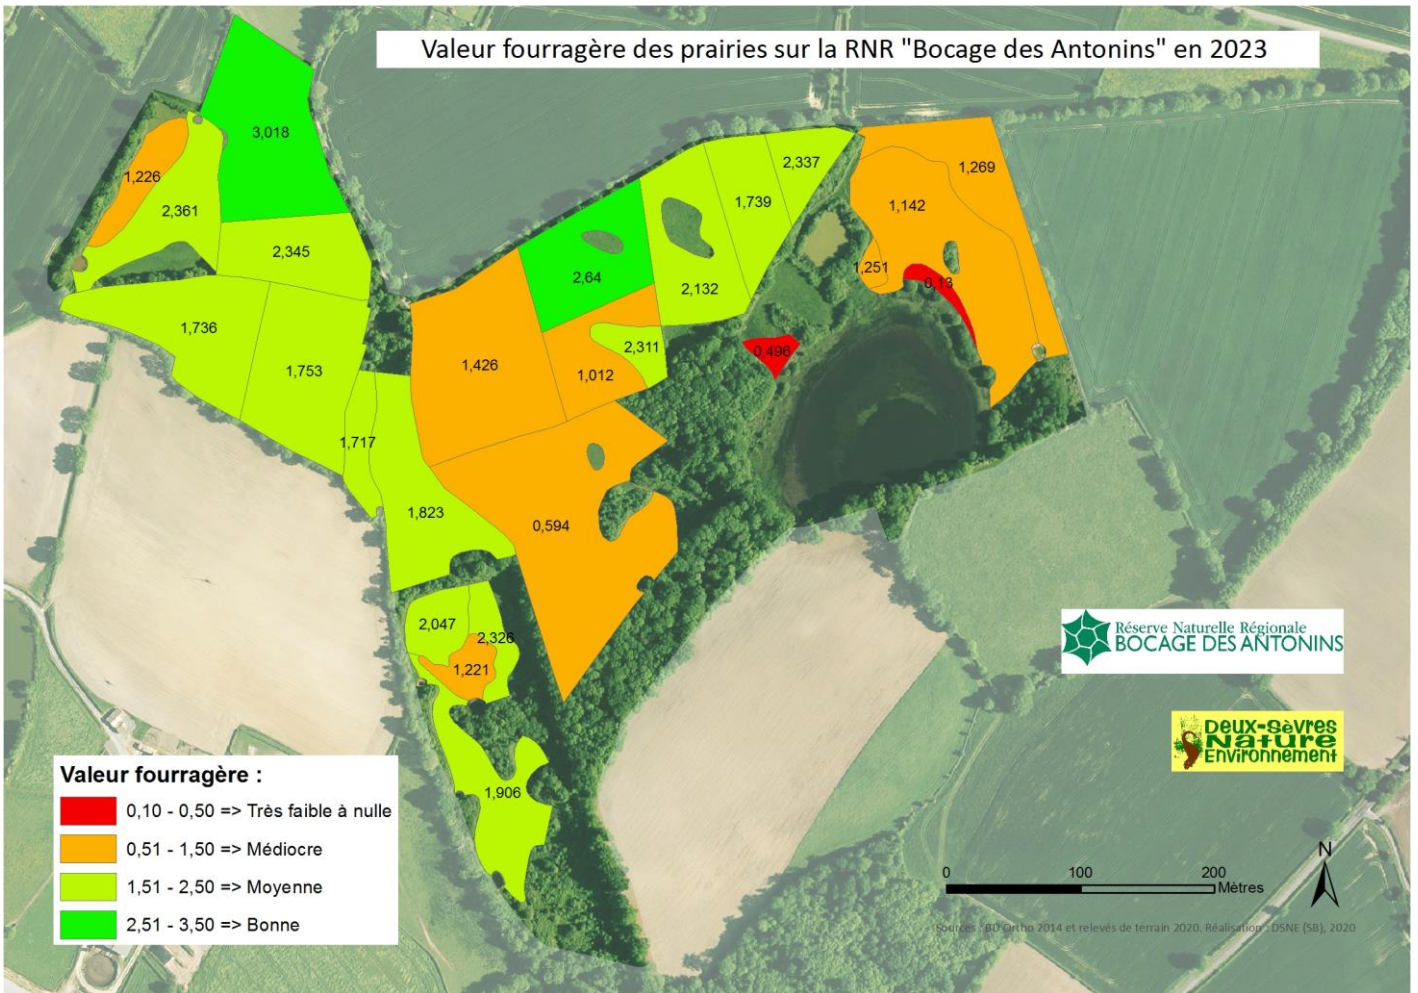 Valeur fourragère des prairies sur la RNR "Bocage des Antonins" en 2023
3,018
1,226
2,361
2,345
1,736
1,753
1,717
1,823
1,426
2,64
1,012
2,311
2,132
1,739
2,337
1,269
1,142
1,251
0,13
0,496
0,594
2,047
2,326
1,221
1,906
Réserve Naturelle Régionale
BOCAGE DES ANTONINS
Deux-Sèvres
Nature
Environnement
Valeur fourragère :
0,10 - 0,50 => Très faible à nulle
0,51 - 1,50 => Médiocre
1,51 - 2,50 => Moyenne
2,51 - 3,50 => Bonne
N
0 100 200
Mètres
Sources : BD Ortho 2014 et relevés de terrain 2020. Réalisation : DSNE (SB), 2020